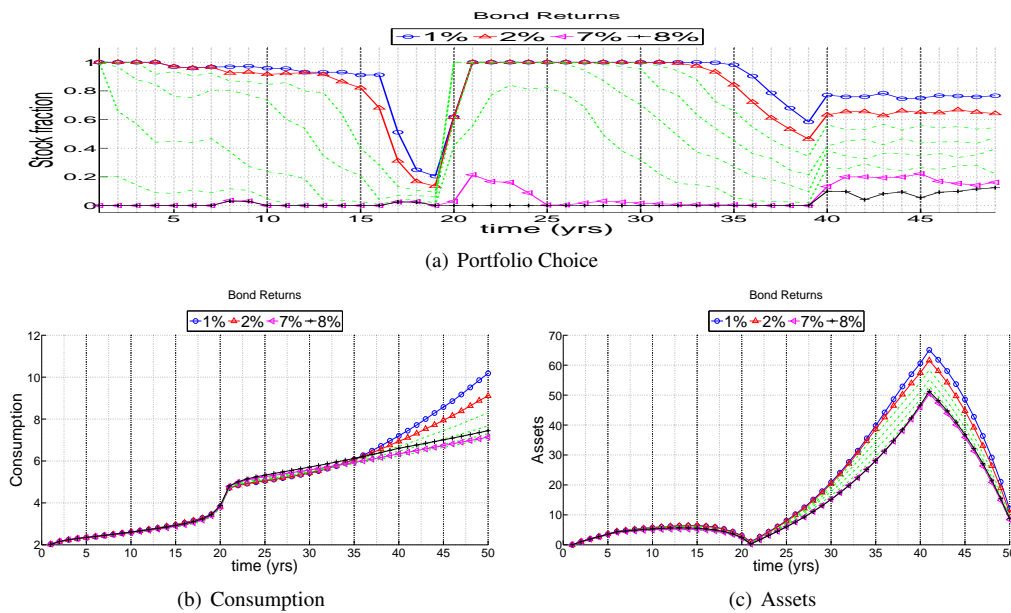 Bond Returns
1% 2% 7% 8%
1
0.8
0.6
0.4
0.2
0
Stock fraction
5 10 15 20 25 30 35 40 45
time (yrs)
(a) Portfolio Choice
Bond Returns
1% 2% 7% 8%
12
10
8
6
4
2
Consumption
0 5 10 15 20 25 30 35 40 45 50
time (yrs)
(b) Consumption
Bond Returns
1% 2% 7% 8%
70
60
50
40
30
20
10
0
Assets
0 5 10 15 20 25 30 35 40 45 50
time (yrs)
(c) Assets